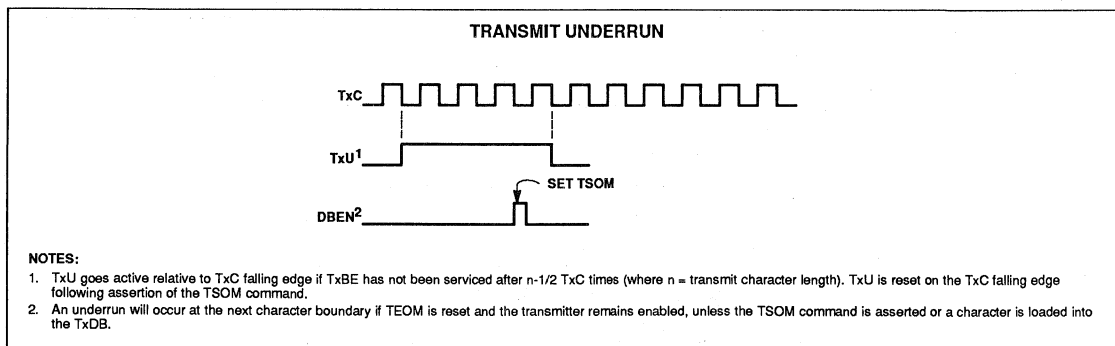 TRANSMIT UNDERRUN
TxC
TxU1
SET TSOM
DBEN2
NOTES:
1. TxU goes active relative to TxC falling edge if TxBE has not been serviced after n-1/2 TxC times (where n = transmit character length). TxU is reset on the TxC falling edge
following assertion of the TSOM command.
2. An underrun will occur at the next character boundary if TEOM is reset and the transmitter remains enabled, unless the TSOM command is asserted or a character is loaded into
the TxDB.